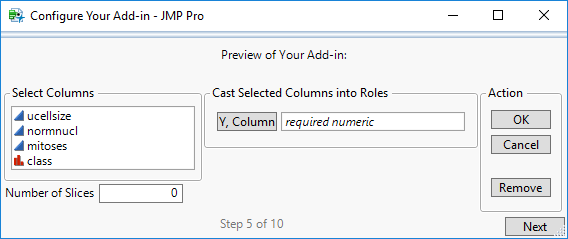 Configure Your Add-in - JMP Pro
Preview of Your Add-in:
Select Columns
ucellsize
normnucl
mitoses
class
Number of Slices 0
Cast Selected Columns into Roles
Y, Column required numeric
Action
OK
Cancel
Remove
Step 5 of 10
Next